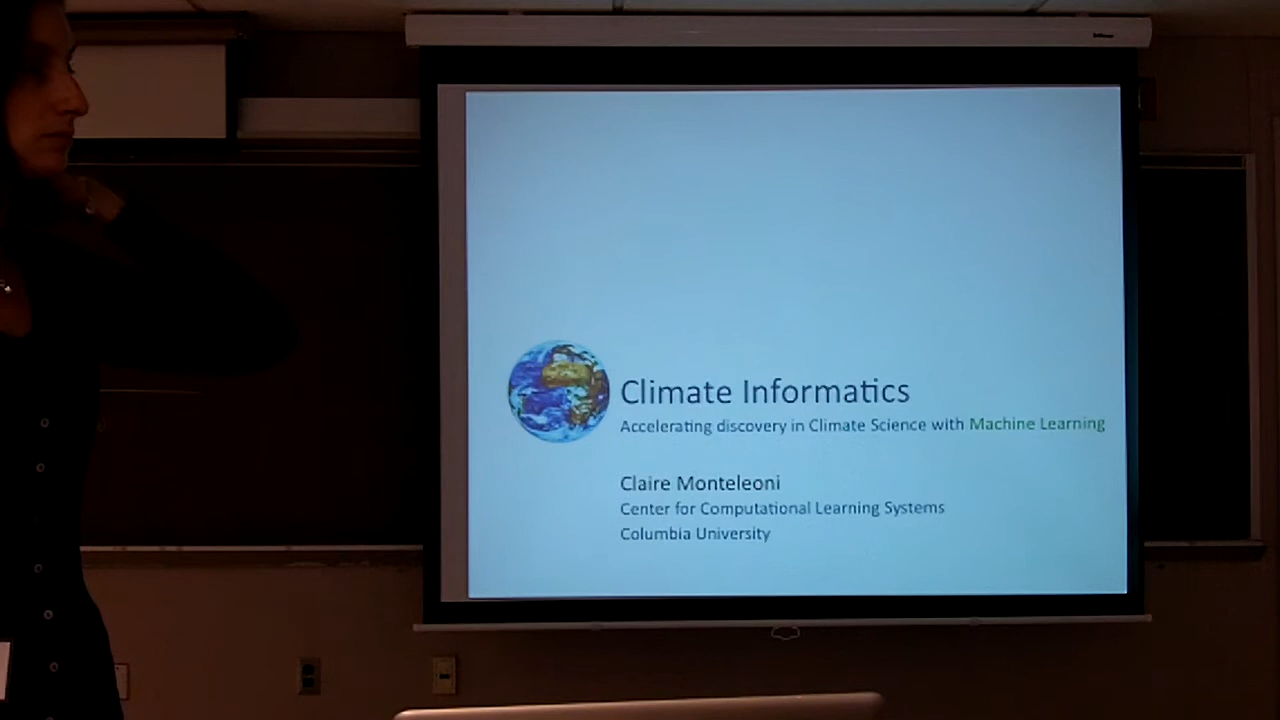 Climate Informatics
Accelerating discovery in Climate Science with Machine Learning
Claire Monteleoni
Center for Computational Learning Systems
Columbia University